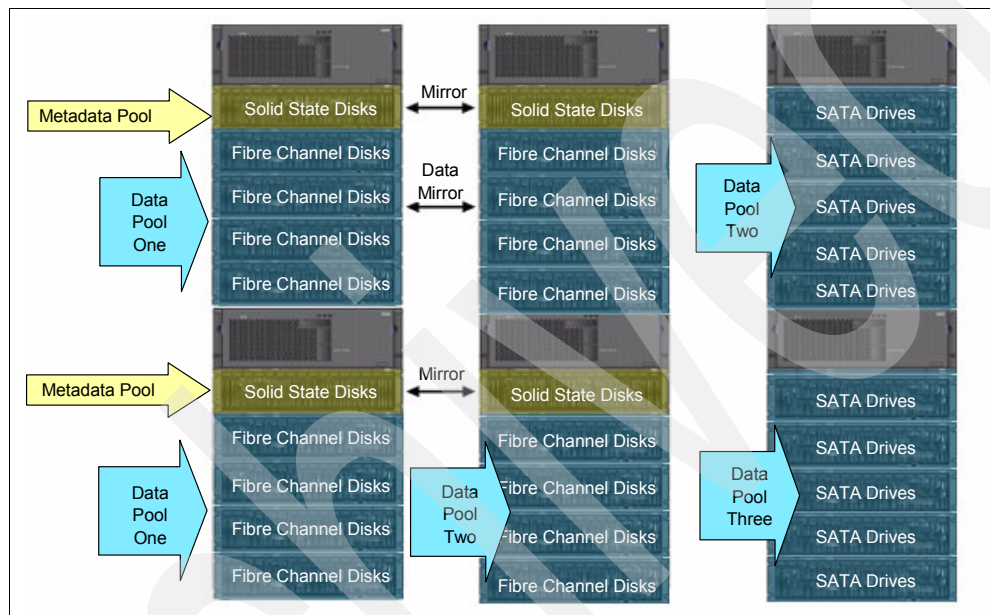 Metadata Pool
Solid State Disks
Mirror
Solid State Disks
SATA Drives
Fibre Channel Disks
Fibre Channel Disks
SATA Drives
Data
Pool
One
Fibre Channel Disks
Data
Mirror
Fibre Channel Disks
Data
Pool
Two
SATA Drives
Fibre Channel Disks
Fibre Channel Disks
SATA Drives
Fibre Channel Disks
Fibre Channel Disks
SATA Drives
Metadata Pool
Solid State Disks
Mirror
Solid State Disks
SATA Drives
Fibre Channel Disks
Fibre Channel Disks
SATA Drives
Data
Pool
One
Fibre Channel Disks
Data
Pool
Two
Fibre Channel Disks
Data
Pool
Three
SATA Drives
Fibre Channel Disks
Fibre Channel Disks
SATA Drives
Fibre Channel Disks
Fibre Channel Disks
SATA Drives